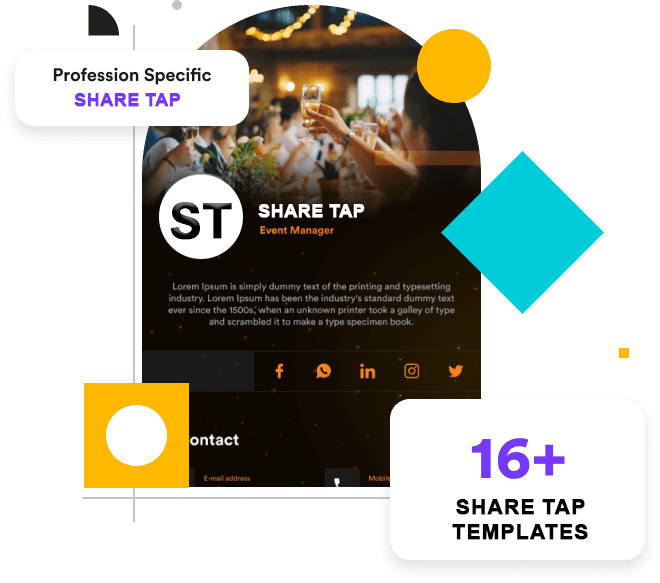 Profession Specific
SHARE TAP
ST
SHARE TAP
Event Manager
Lorem Ipsum is simply dummy text of the printing and typesetting
industry. Lorem Ipsum has been the industry's standard dummy text
ever since the 1500s, when an unknown printer took a galley of type
and scrambled it to make a type specimen book.
ontact
E-mail address
Mobile
16+
SHARE TAP
TEMPLATES